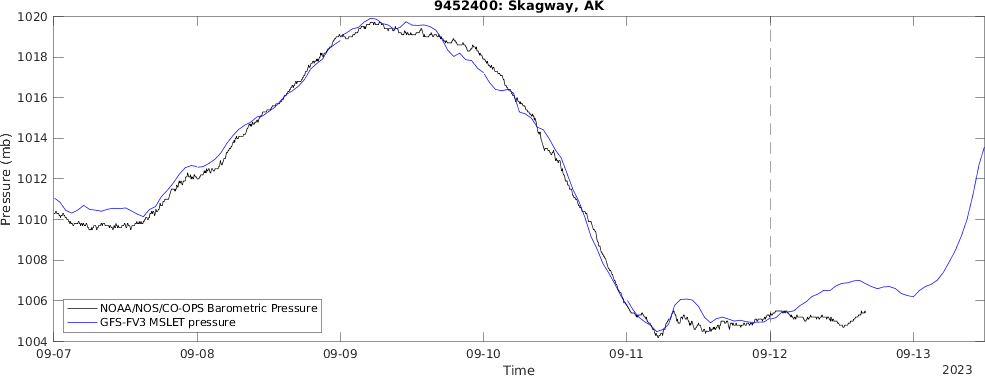 9452400: Skagway, AK
Pressure (mb)
1020
1018
1016
1014
1012
1010
1008
1006
1004
NOAA/NOS/CO-OPS Barometric Pressure
GFS-FV3 MSLET pressure
09-07 09-08 09-09 09-10 09-11 09-12 09-13
Time
2023